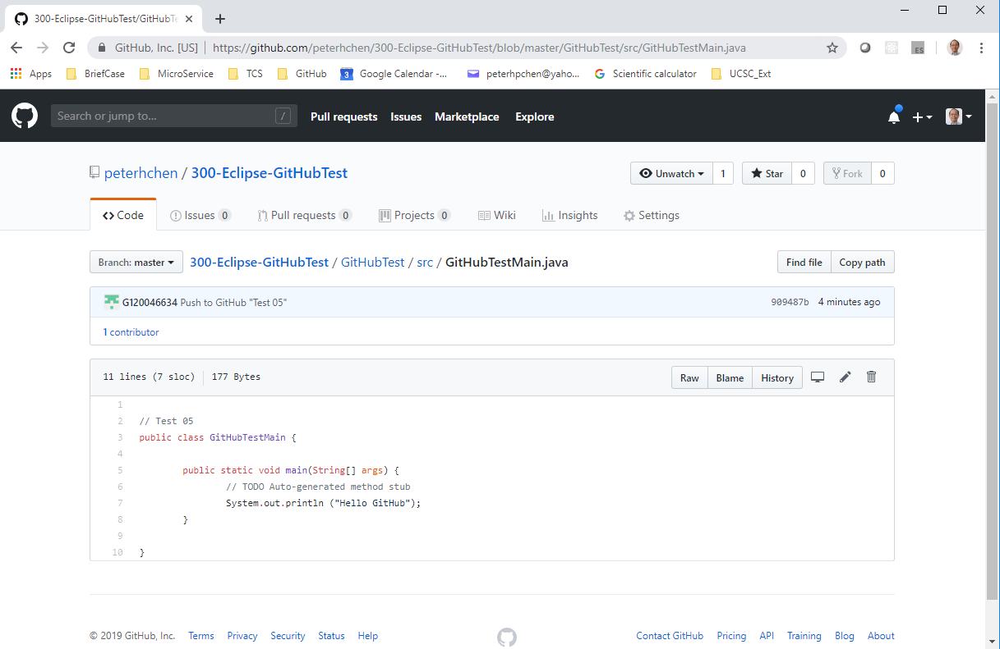 300-Eclipse-GitHubTest/GitHubTe
GitHub, Inc. [US] | https://github.com/peterhchen/300-Eclipse-GitHubTest/blob/master/GitHubTest/src/GitHubTestMain.java
ES
Apps BriefCase MicroService TCS GitHub 3 Google Calendar -... peterhpchen@yaho... Scientific calculator UCSC_Ext
Search or jump to... / Pull requests Issues Marketplace Explore
peterhchen / 300-Eclipse-GitHubTest Unwatch 1 Star 0 Fork 0
Code Issues 0 Pull requests 0 Projects 0 Wiki Insights Settings
Branch: master 300-Eclipse-GitHubTest / GitHubTest / src / GitHubTestMain.java Find file Copy path
G120046634 Push to GitHub "Test 05" 909487b 4 minutes ago
1 contributor
11 lines (7 sloc) 177 Bytes Raw Blame History
1
2 // Test 05
3 public class GitHubTestMain {
4
5 public static void main(String[] args) {
6 // TODO Auto-generated method stub
7 System.out.println ("Hello GitHub");
8 }
9
10 }
© 2019 GitHub, Inc. Terms Privacy Security Status Help Contact GitHub Pricing API Training Blog About